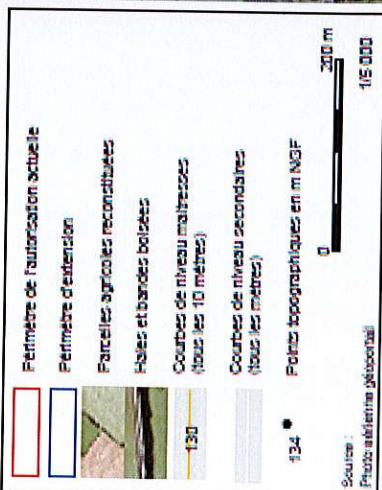 Périmètre de l'autorisation actuelle
Périmètre d'extension
Parcelles agricoles reconstituées
Haies et bandes boisées
130
Courbes de niveau maîtresses
(tous les 10 mètres)
Courbes de niveau secondaires
(tous les mètres)
134
Points topographiques en m NGF
0
200 m
Source :
Photo aérienne géoportail
1/5 000